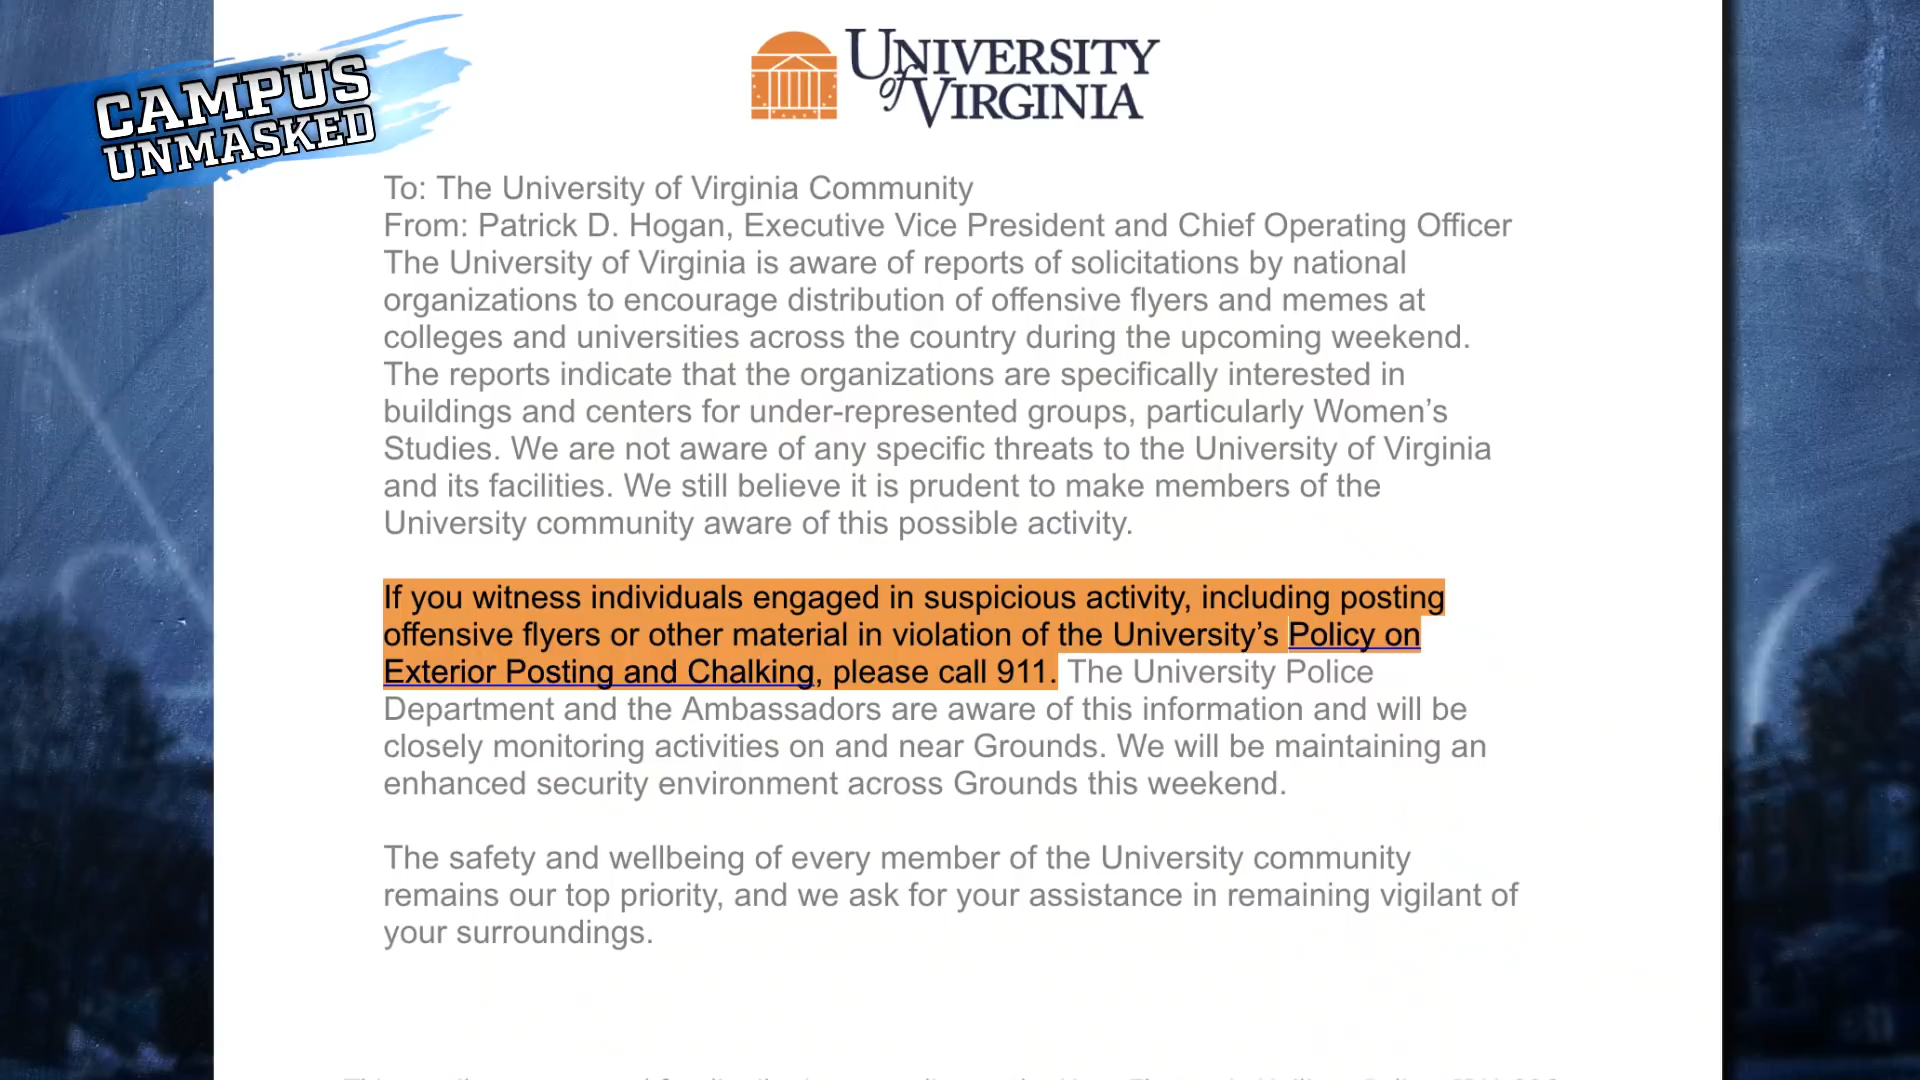 CAMPUS
UNMASKED
UNIVERSITY
of VIRGINIA
To: The University of Virginia Community
From: Patrick D. Hogan, Executive Vice President and Chief Operating Officer
The University of Virginia is aware of reports of solicitations by national
organizations to encourage distribution of offensive flyers and memes at
colleges and universities across the country during the upcoming weekend.
The reports indicate that the organizations are specifically interested in
buildings and centers for under-represented groups, particularly Women’s
Studies. We are not aware of any specific threats to the University of Virginia
and its facilities. We still believe it is prudent to make members of the
University community aware of this possible activity.
If you witness individuals engaged in suspicious activity, including posting
offensive flyers or other material in violation of the University’s Policy on
Exterior Posting and Chalking, please call 911. The University Police
Department and the Ambassadors are aware of this information and will be
closely monitoring activities on and near Grounds. We will be maintaining an
enhanced security environment across Grounds this weekend.
The safety and wellbeing of every member of the University community
remains our top priority, and we ask for your assistance in remaining vigilant of
your surroundings.